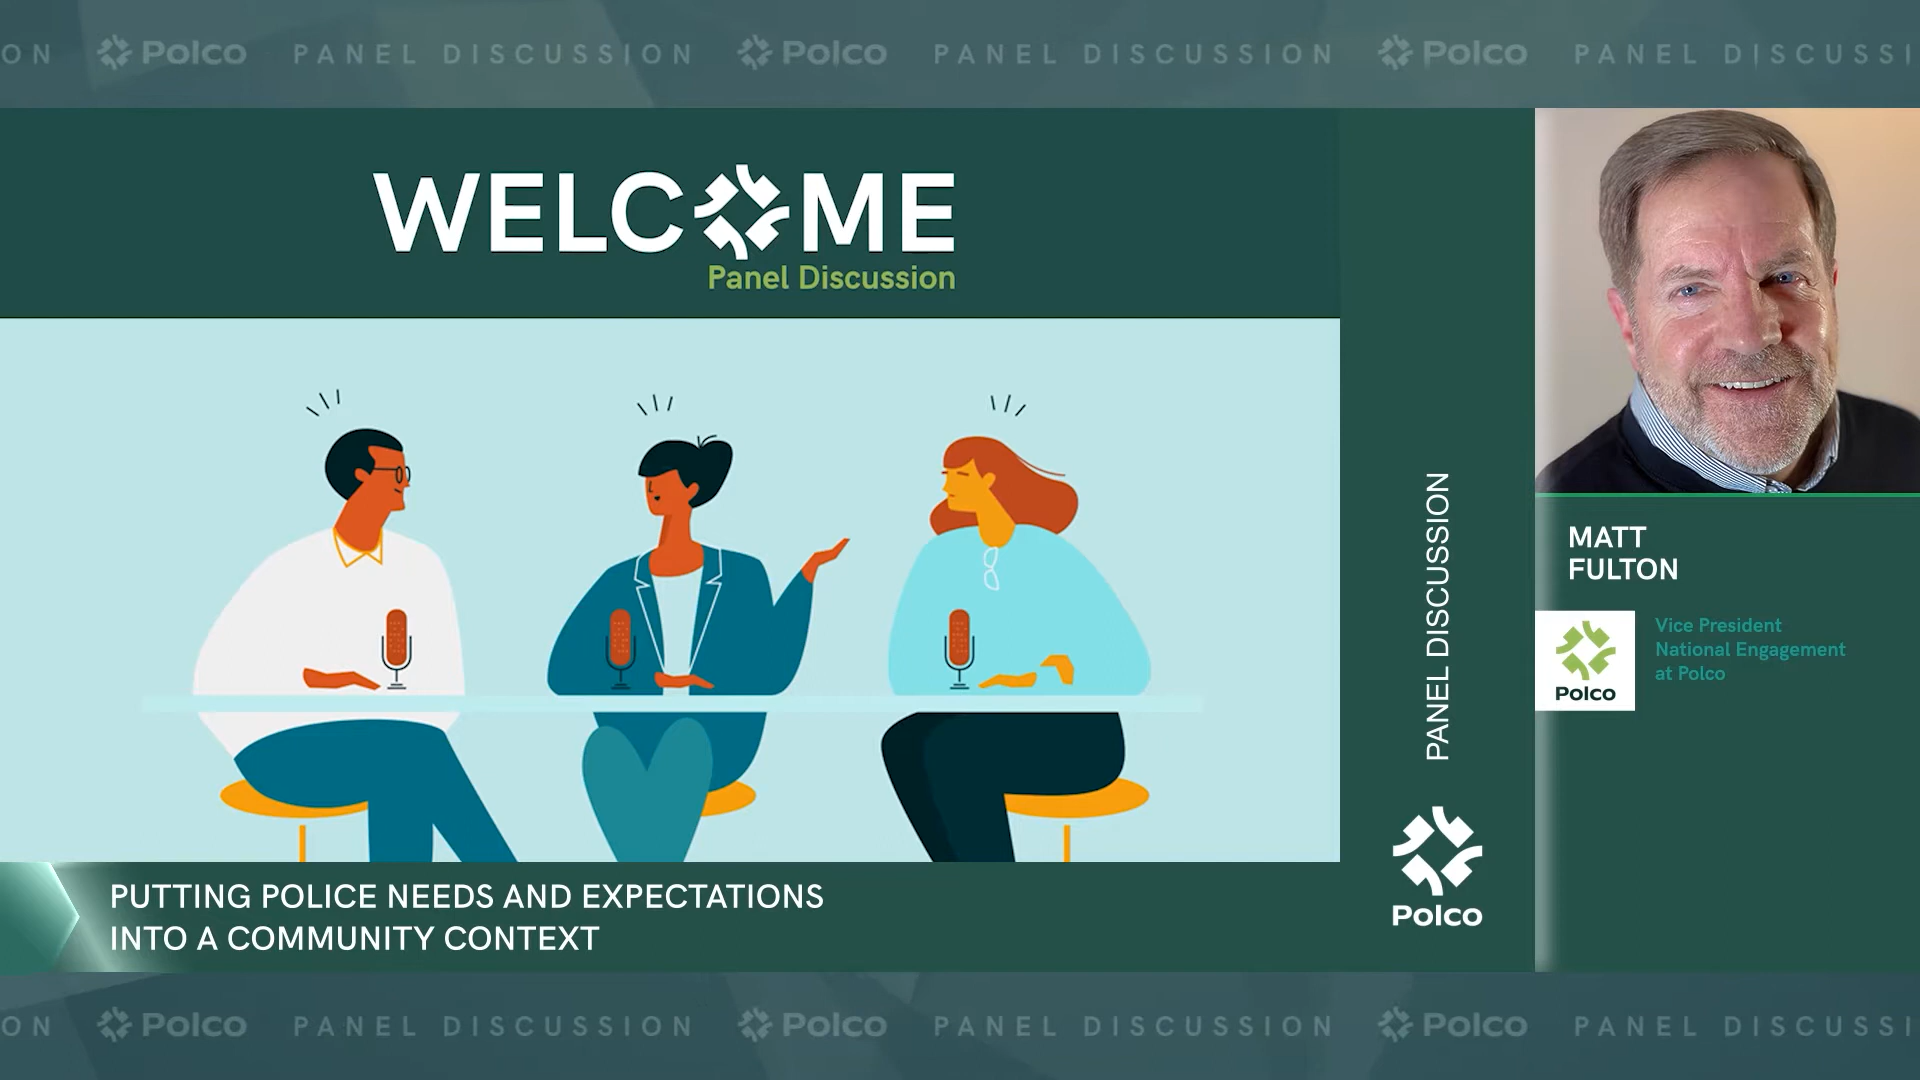 ON Polco PANEL DISCUSSION Polco PANEL DISCUSSION Polco PANEL DISCUSSI
WELCOME
Panel Discussion
PANEL DISCUSSION
Polco
MATT
FULTON
Polco
Vice President
National Engagement
at Polco
PUTTING POLICE NEEDS AND EXPECTATIONS
INTO A COMMUNITY CONTEXT
ON Polco PANEL DISCUSSION Polco PANEL DISCUSSION Polco PANEL DISCUSSI